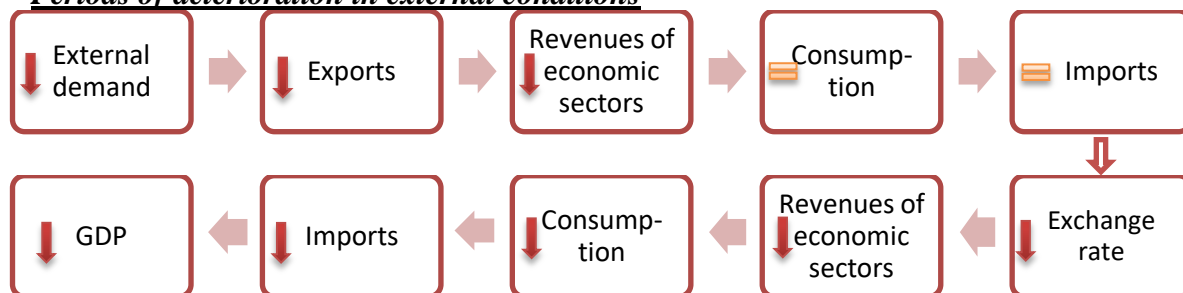 Periods of deterioration in external conditions
External
demand
Exports
Revenues of
economic
sectors
Consump-
tion
Imports
GDP
Imports
Consump-
tion
Revenues of
economic
sectors
Exchange
rate